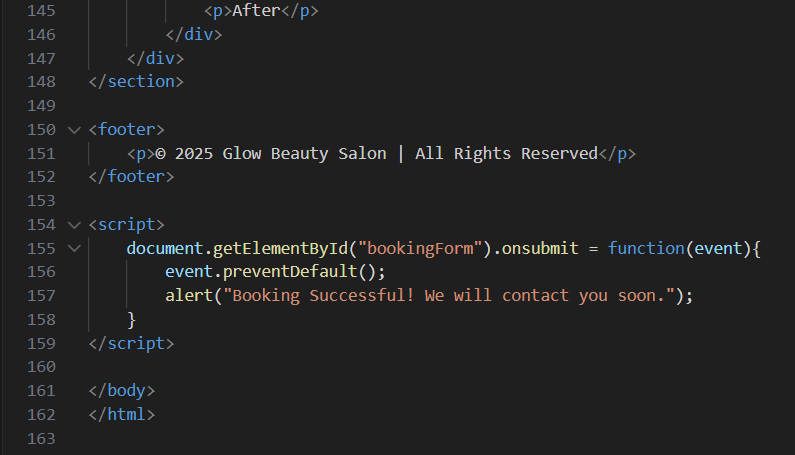 145 <p>After</p>
146 </div>
147 </div>
148 </section>
149
150 <footer>
151 <p>© 2025 Glow Beauty Salon | All Rights Reserved</p>
152 </footer>
153
154 <script>
155 document.getElementById("bookingForm").onsubmit = function(event){
156 event.preventDefault();
157 alert("Booking Successful! We will contact you soon.");
158 }
159 </script>
160
161 </body>
162 </html>
163